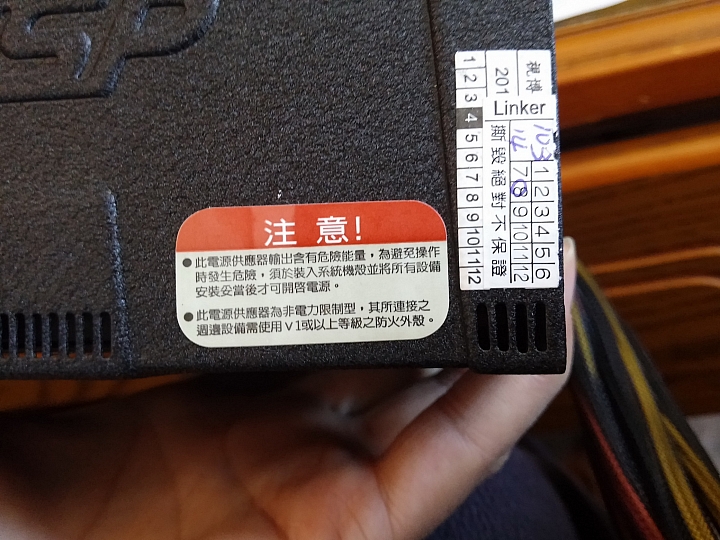 注 意!
●此電源供應器輸出含有危險能量，為避免操作
時發生危險，須於裝入系統機殼並將所有設備
安裝妥當後才可開啓電源。
●此電源供應器為非電力限制型，其所連接之
週邊設備需使用V1或以上等級之防火外殼。
視博
201
1 2 3 4 5 6 7 8 9 10 11 12
Linker
103
14
1 2 3 4 5 6
7 8 9 10 11 12
撕毀絕對不保證